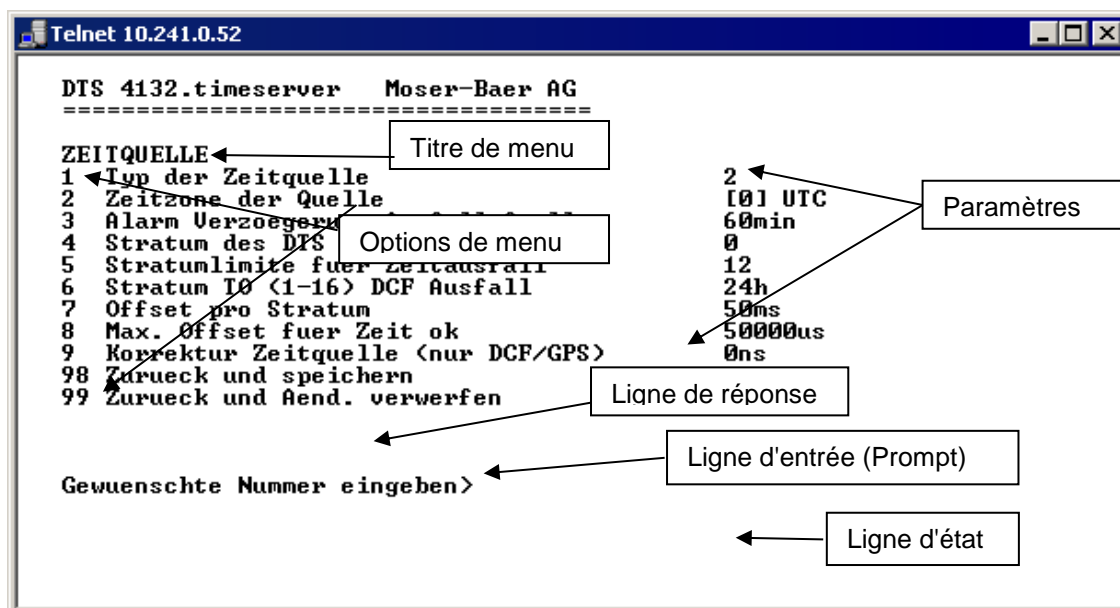 Telnet 10.241.0.52
DTS 4132.timeserver Moser-Baer AG
===================================
ZEITQUELLE
Titre de menu
1 Typ der Zeitquelle 2
2 Zeitzone der Quelle [0] UTC
Paramètres
3 Alarm 60min
Options de menu
4 Stratum des DTS 0
5 Stratumlimite fuer Zeitausfall 12
6 Stratum TO (1-16) DCF Ausfall 24h
7 Offset pro Stratum 50ms
8 Max. Offset fuer Zeit ok 50000us
9 Korrektur Zeitquelle (nur DCF/GPS) 0ns
98 Zurueck und speichern
99 Zurueck und Aend. verwerfen
Ligne de réponse
Ligne d'entrée (Prompt)
Gewuenschte Nummer eingeben>
Ligne d'état